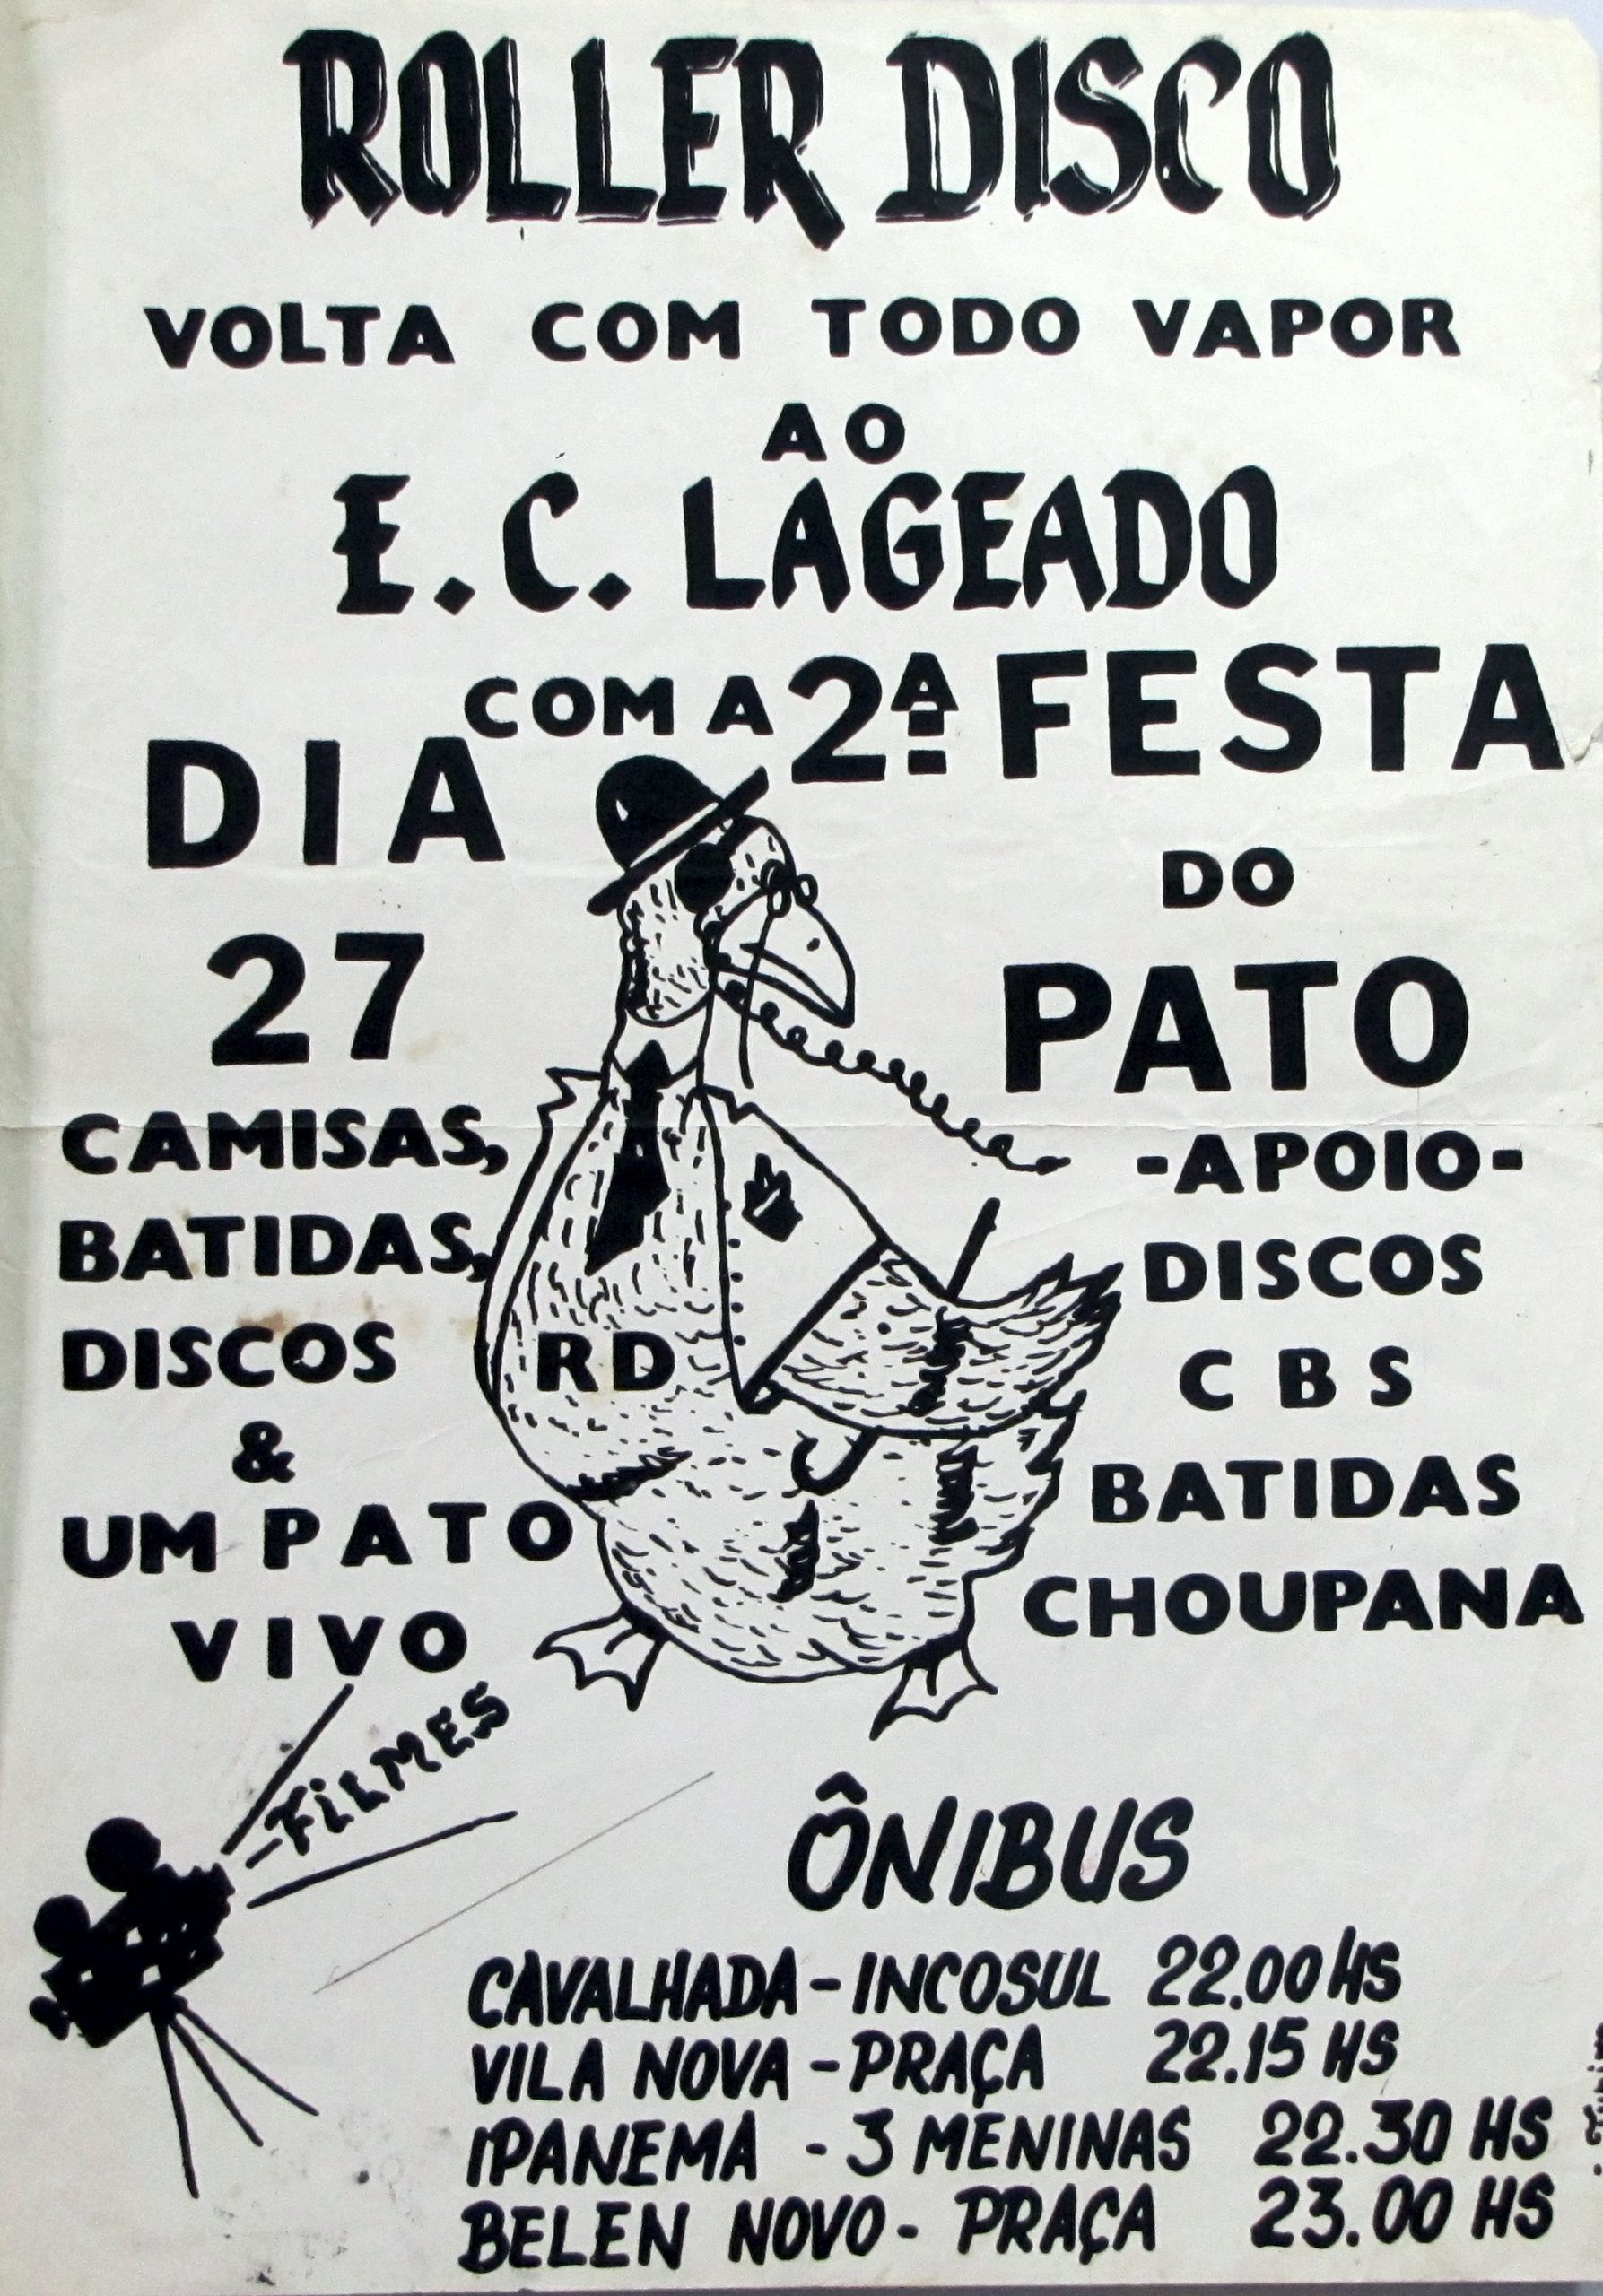 ROLLER DISCO
VOLTA COM TODO VAPOR
AO
E. C. LAGEADO
COM A 2ª FESTA
DO
PATO
DIA
27
CAMISAS,
BATIDAS,
DISCOS
&
UM PATO
VIVO
RD
-APOIO-
DISCOS
CBS
BATIDAS
CHOUPANA
-FILMES
ÔNIBUS
CAVALHADA - INCOSUL 22.00 HS
VILA NOVA - PRAÇA 22.15 HS
IPANEMA - 3 MENINAS 22.30 HS
BELEN NOVO - PRAÇA 23.00 HS